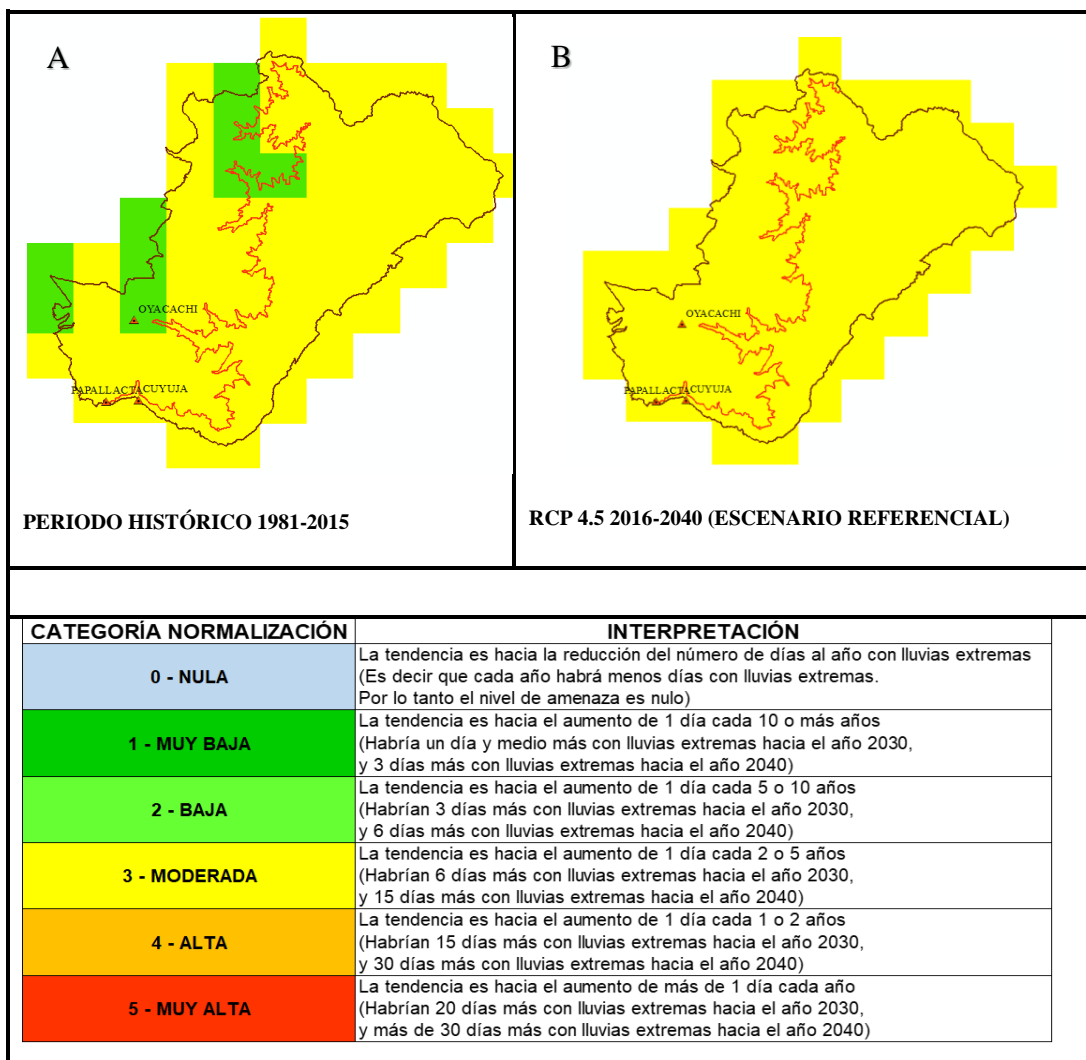 A
OYACACHI
PAPALLACTA
CUYUJA
PERIODO HISTÓRICO 1981-2015
B
OYACACHI
PAPALLACTA
CUYUJA
RCP 4.5 2016-2040 (ESCENARIO REFERENCIAL)
CATEGORÍA NORMALIZACIÓN
INTERPRETACIÓN
0 - NULA
La tendencia es hacia la reducción del número de días al año con lluvias extremas
(Es decir que cada año habrá menos días con lluvias extremas.
Por lo tanto el nivel de amenaza es nulo)
1 - MUY BAJA
La tendencia es hacia el aumento de 1 día cada 10 o más años
(Habría un día y medio más con lluvias extremas hacia el año 2030,
y 3 días más con lluvias extremas hacia el año 2040)
2 - BAJA
La tendencia es hacia el aumento de 1 día cada 5 o 10 años
(Habrían 3 días más con lluvias extremas hacia el año 2030,
y 6 días más con lluvias extremas hacia el año 2040)
3 - MODERADA
La tendencia es hacia el aumento de 1 día cada 2 o 5 años
(Habrían 6 días más con lluvias extremas hacia el año 2030,
y 15 días más con lluvias extremas hacia el año 2040)
4 - ALTA
La tendencia es hacia el aumento de 1 día cada 1 o 2 años
(Habrían 15 días más con lluvias extremas hacia el año 2030,
y 30 días más con lluvias extremas hacia el año 2040)
5 - MUY ALTA
La tendencia es hacia el aumento de más de 1 día cada año
(Habrían 20 días más con lluvias extremas hacia el año 2030,
y más de 30 días más con lluvias extremas hacia el año 2040)